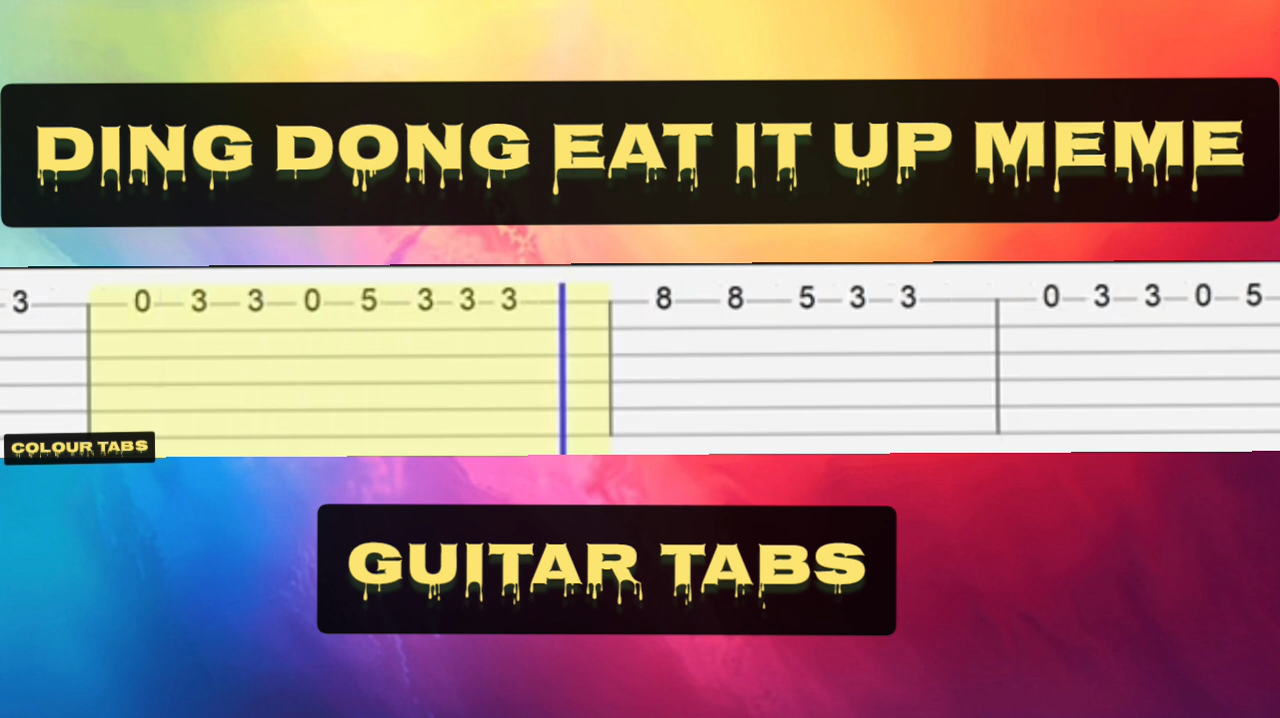 DING DONG EAT IT UP MEME
3 0 3 3 0 5 3 3 3 8 8 5 3 3 0 3 3 0 5
COLOUR TABS
GUITAR TABS